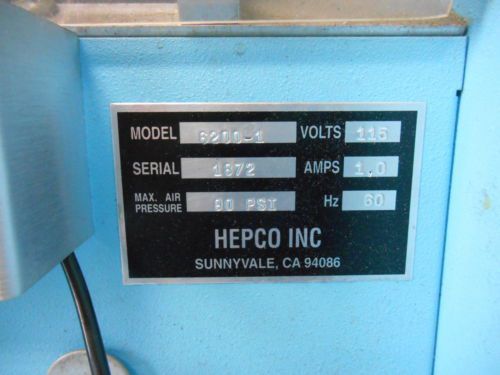 MODEL 6200-1 VOLTS 115
SERIAL 1872 AMPS 1.0
MAX. AIR PRESSURE 90 PSI Hz 60
HEPCO INC
SUNNYVALE, CA 94086